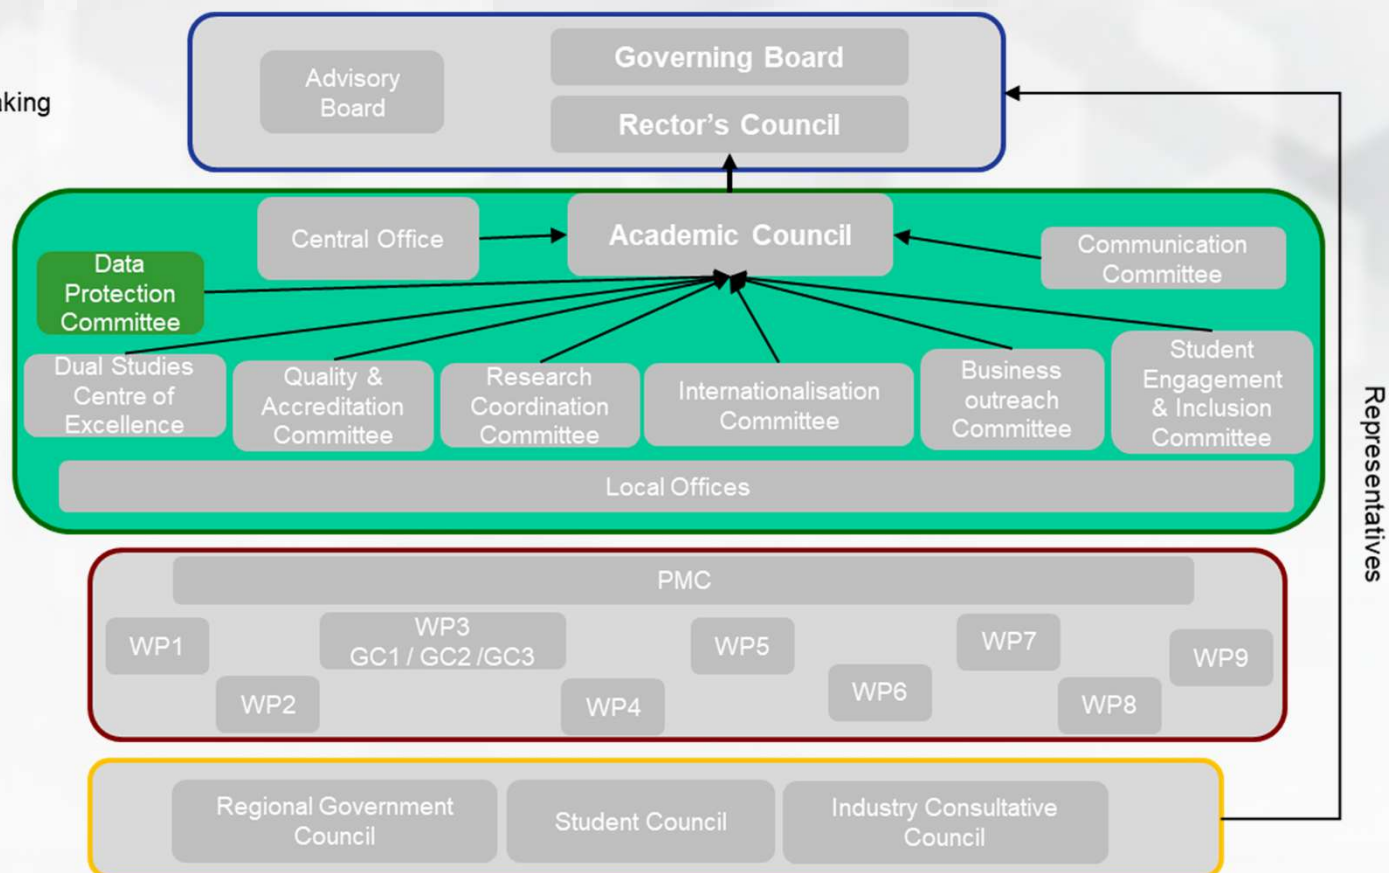 Governing Board
Advisory
Board
Rector's Council
Central Office
Academic Council
Communication
Committee
Data
Protection
Committee
Dual Studies
Centre of
Excellence
Quality &
Accreditation
Committee
Research
Coordination
Committee
Internationalisation
Committee
Business
outreach
Committee
Student
Engagement
& Inclusion
Committee
Local Offices
Representatives
PMC
WP1
WP2
WP3
GC1 / GC2 /GC3
WP4
WP5
WP6
WP7
WP8
WP9
Regional Government
Council
Student Council
Industry Consultative
Council